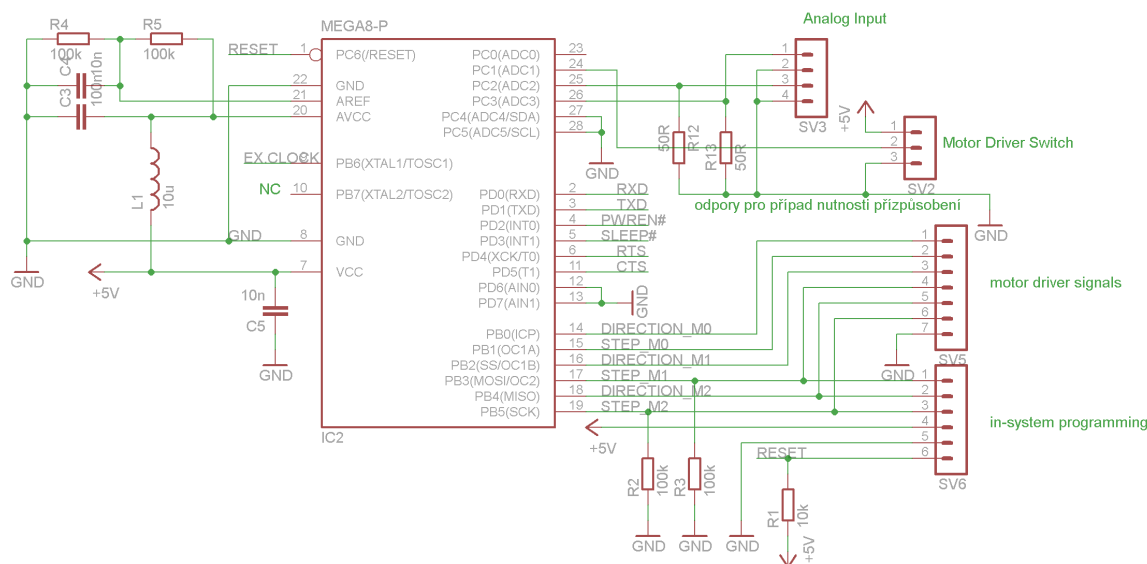 R4
100k
R5
100k
C4
10n
C3
100n
L1
10u
GND
+5V
10n
C5
GND
MEGA8-P
RESET
1
PC6(/RESET)
22
GND
21
AREF
20
AVCC
EX.CLOCK
PB6(XTAL1/TOSC1)
NC
10
PB7(XTAL2/TOSC2)
GND
8
GND
7
VCC
IC2
PC0(ADC0)
23
PC1(ADC1)
24
PC2(ADC2)
25
PC3(ADC3)
26
PC4(ADC4/SDA)
27
PC5(ADC5/SCL)
28
GND
PD0(RXD)
2
RXD
PD1(TXD)
3
TXD
PD2(INT0)
4
PWREN#
PD3(INT1)
5
SLEEP#
PD4(XCK/T0)
6
RTS
PD5(T1)
11
CTS
PD6(AIN0)
12
PD7(AIN1)
13
GND
PB0(ICP)
14
DIRECTION_M0
PB1(OC1A)
15
STEP_M0
PB2(SS/OC1B)
16
DIRECTION_M1
PB3(MOSI/OC2)
17
STEP_M1
PB4(MISO)
18
DIRECTION_M2
PB5(SCK)
19
STEP_M2
Analog Input
1
2
3
4
SV3
50R
R12
R13
50R
+5V
1
2
3
SV2
Motor Driver Switch
odpory pro případ nutnosti přizpůsobení
GND
1
2
3
4
5
6
7
SV5
motor driver signals
GND
1
2
3
4
5
6
SV6
in-system programming
+5V
RESET
R2
100k
R3
100k
R1
10k
GND
GND
GND
+5V